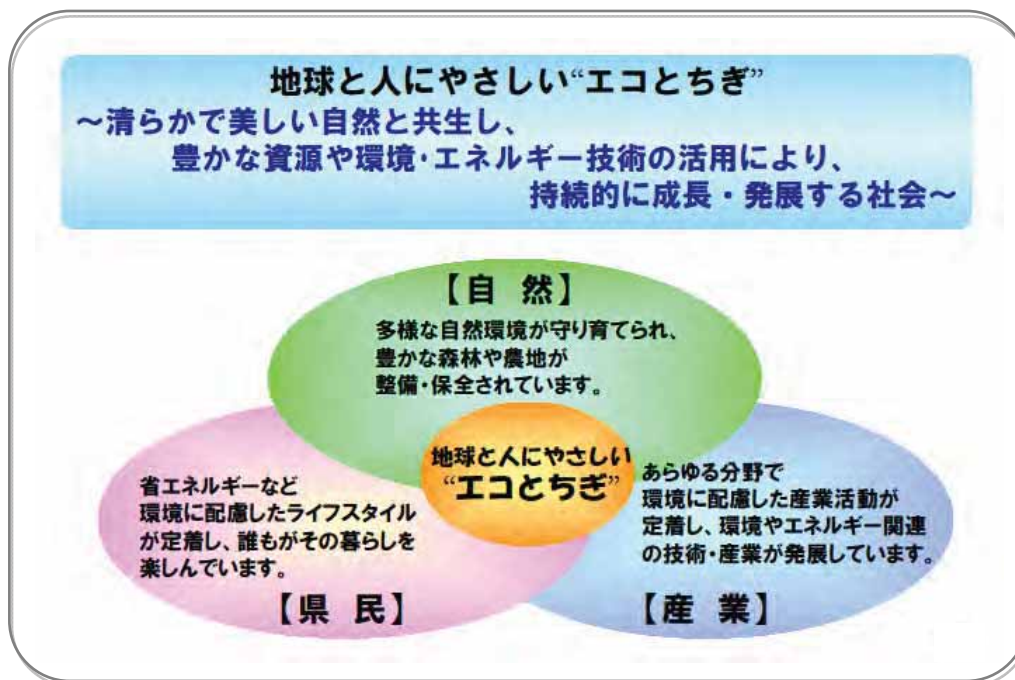 地球と人にやさしい“エコとちぎ”
～清らかで美しい自然と共生し、
豊かな資源や環境・エネルギー技術の活用により、
持続的に成長・発展する社会～
【自 然】
多様な自然環境が守り育てられ、
豊かな森林や農地が
整備・保全されています。
地球と人にやさしい
“エコとちぎ”
省エネルギーなど
環境に配慮したライフスタイル
が定着し、誰もがその暮らしを
楽しんでいます。
【県 民】
あらゆる分野で
環境に配慮した産業活動が
定着し、環境やエネルギー関連
の技術・産業が発展しています。
【産 業】